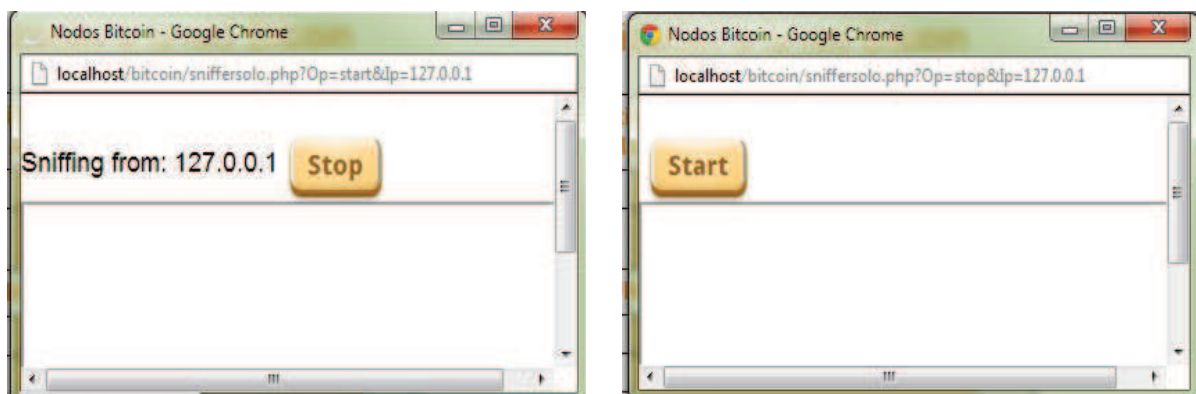 Nodos Bitcoin - Google Chrome
localhost/bitcoin/sniffersolo.php?Op=start&Ip=127.0.0.1
Sniffing from: 127.0.0.1 Stop
Nodos Bitcoin - Google Chrome
localhost/bitcoin/sniffersolo.php?Op=stop&Ip=127.0.0.1
Start